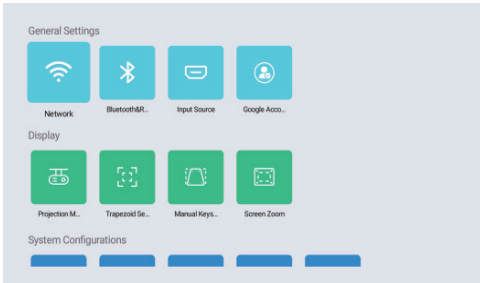 General Settings
Network Bluetooth&R... Input Source Google Acco...
Display
Projection M... Trapezoid Se... Manual Keys... Screen Zoom
System Configurations